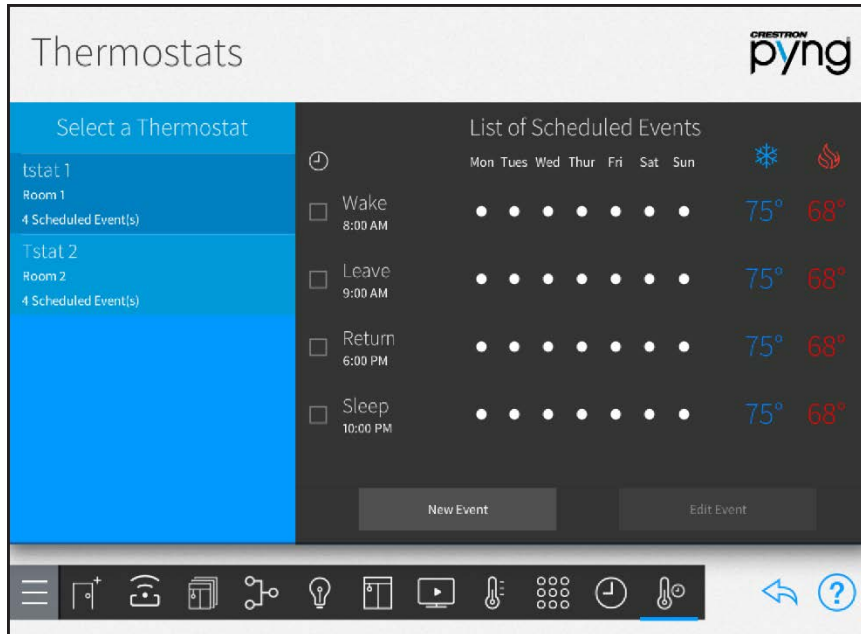 Thermostats
CRESTRON
pyng
Select a Thermostat
tstat 1
Room 1
4 Scheduled Event(s)
Tstat 2
Room 2
4 Scheduled Event(s)
List of Scheduled Events
Mon Tues Wed Thur Fri Sat Sun
Wake
8:00 AM
75° 68°
Leave
9:00 AM
75° 68°
Return
6:00 PM
75° 68°
Sleep
10:00 PM
75° 68°
New Event
Edit Event
?